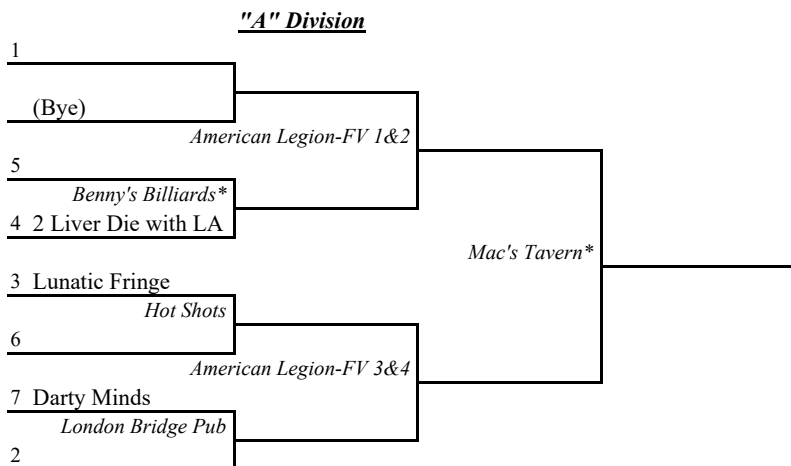 "A" Division
1
(Bye)
American Legion-FV 1&2
5
Benny's Billiards*
4 2 Liver Die with LA
Mac's Tavern*
3 Lunatic Fringe
Hot Shots
6
American Legion-FV 3&4
7 Darty Minds
London Bridge Pub
2